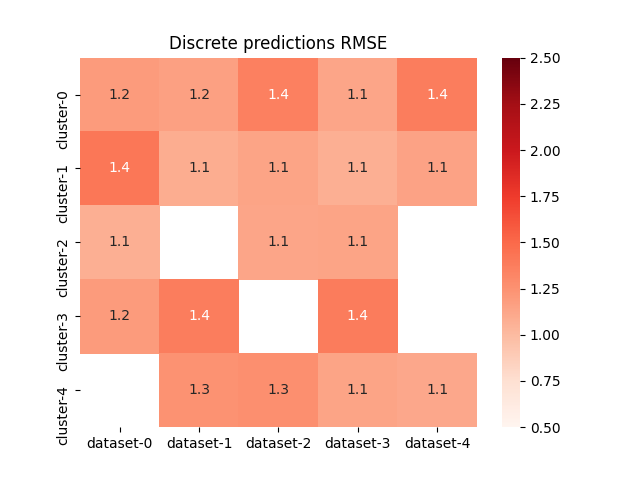 Discrete predictions RMSE
cluster-0 1.2 1.2 1.4 1.1 1.4
cluster-1 1.4 1.1 1.1 1.1 1.1
cluster-2 1.1 1.1 1.1
cluster-3 1.2 1.4 1.4
cluster-4 1.3 1.3 1.1 1.1
dataset-0 dataset-1 dataset-2 dataset-3 dataset-4
2.50
2.25
2.00
1.75
1.50
1.25
1.00
0.75
0.50